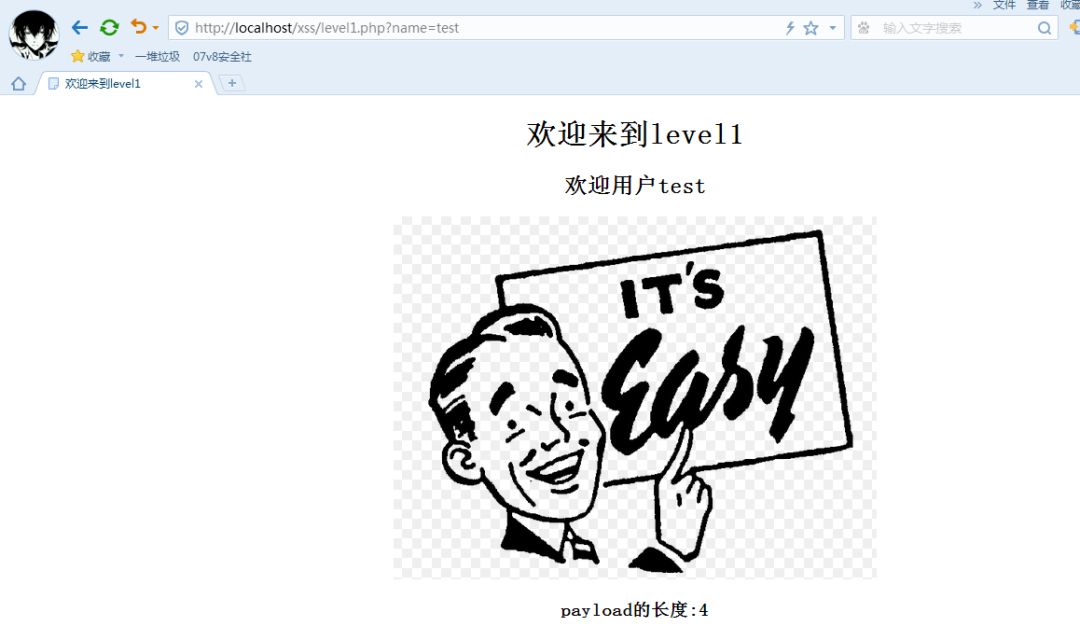 » 文件 查看 收藏
http://localhost/xss/level1.php?name=test
输入文字搜索
收藏 一堆垃圾 07v8安全社
欢迎来到level1
欢迎来到level1
欢迎用户test
IT'S
Easy
payload的长度:4